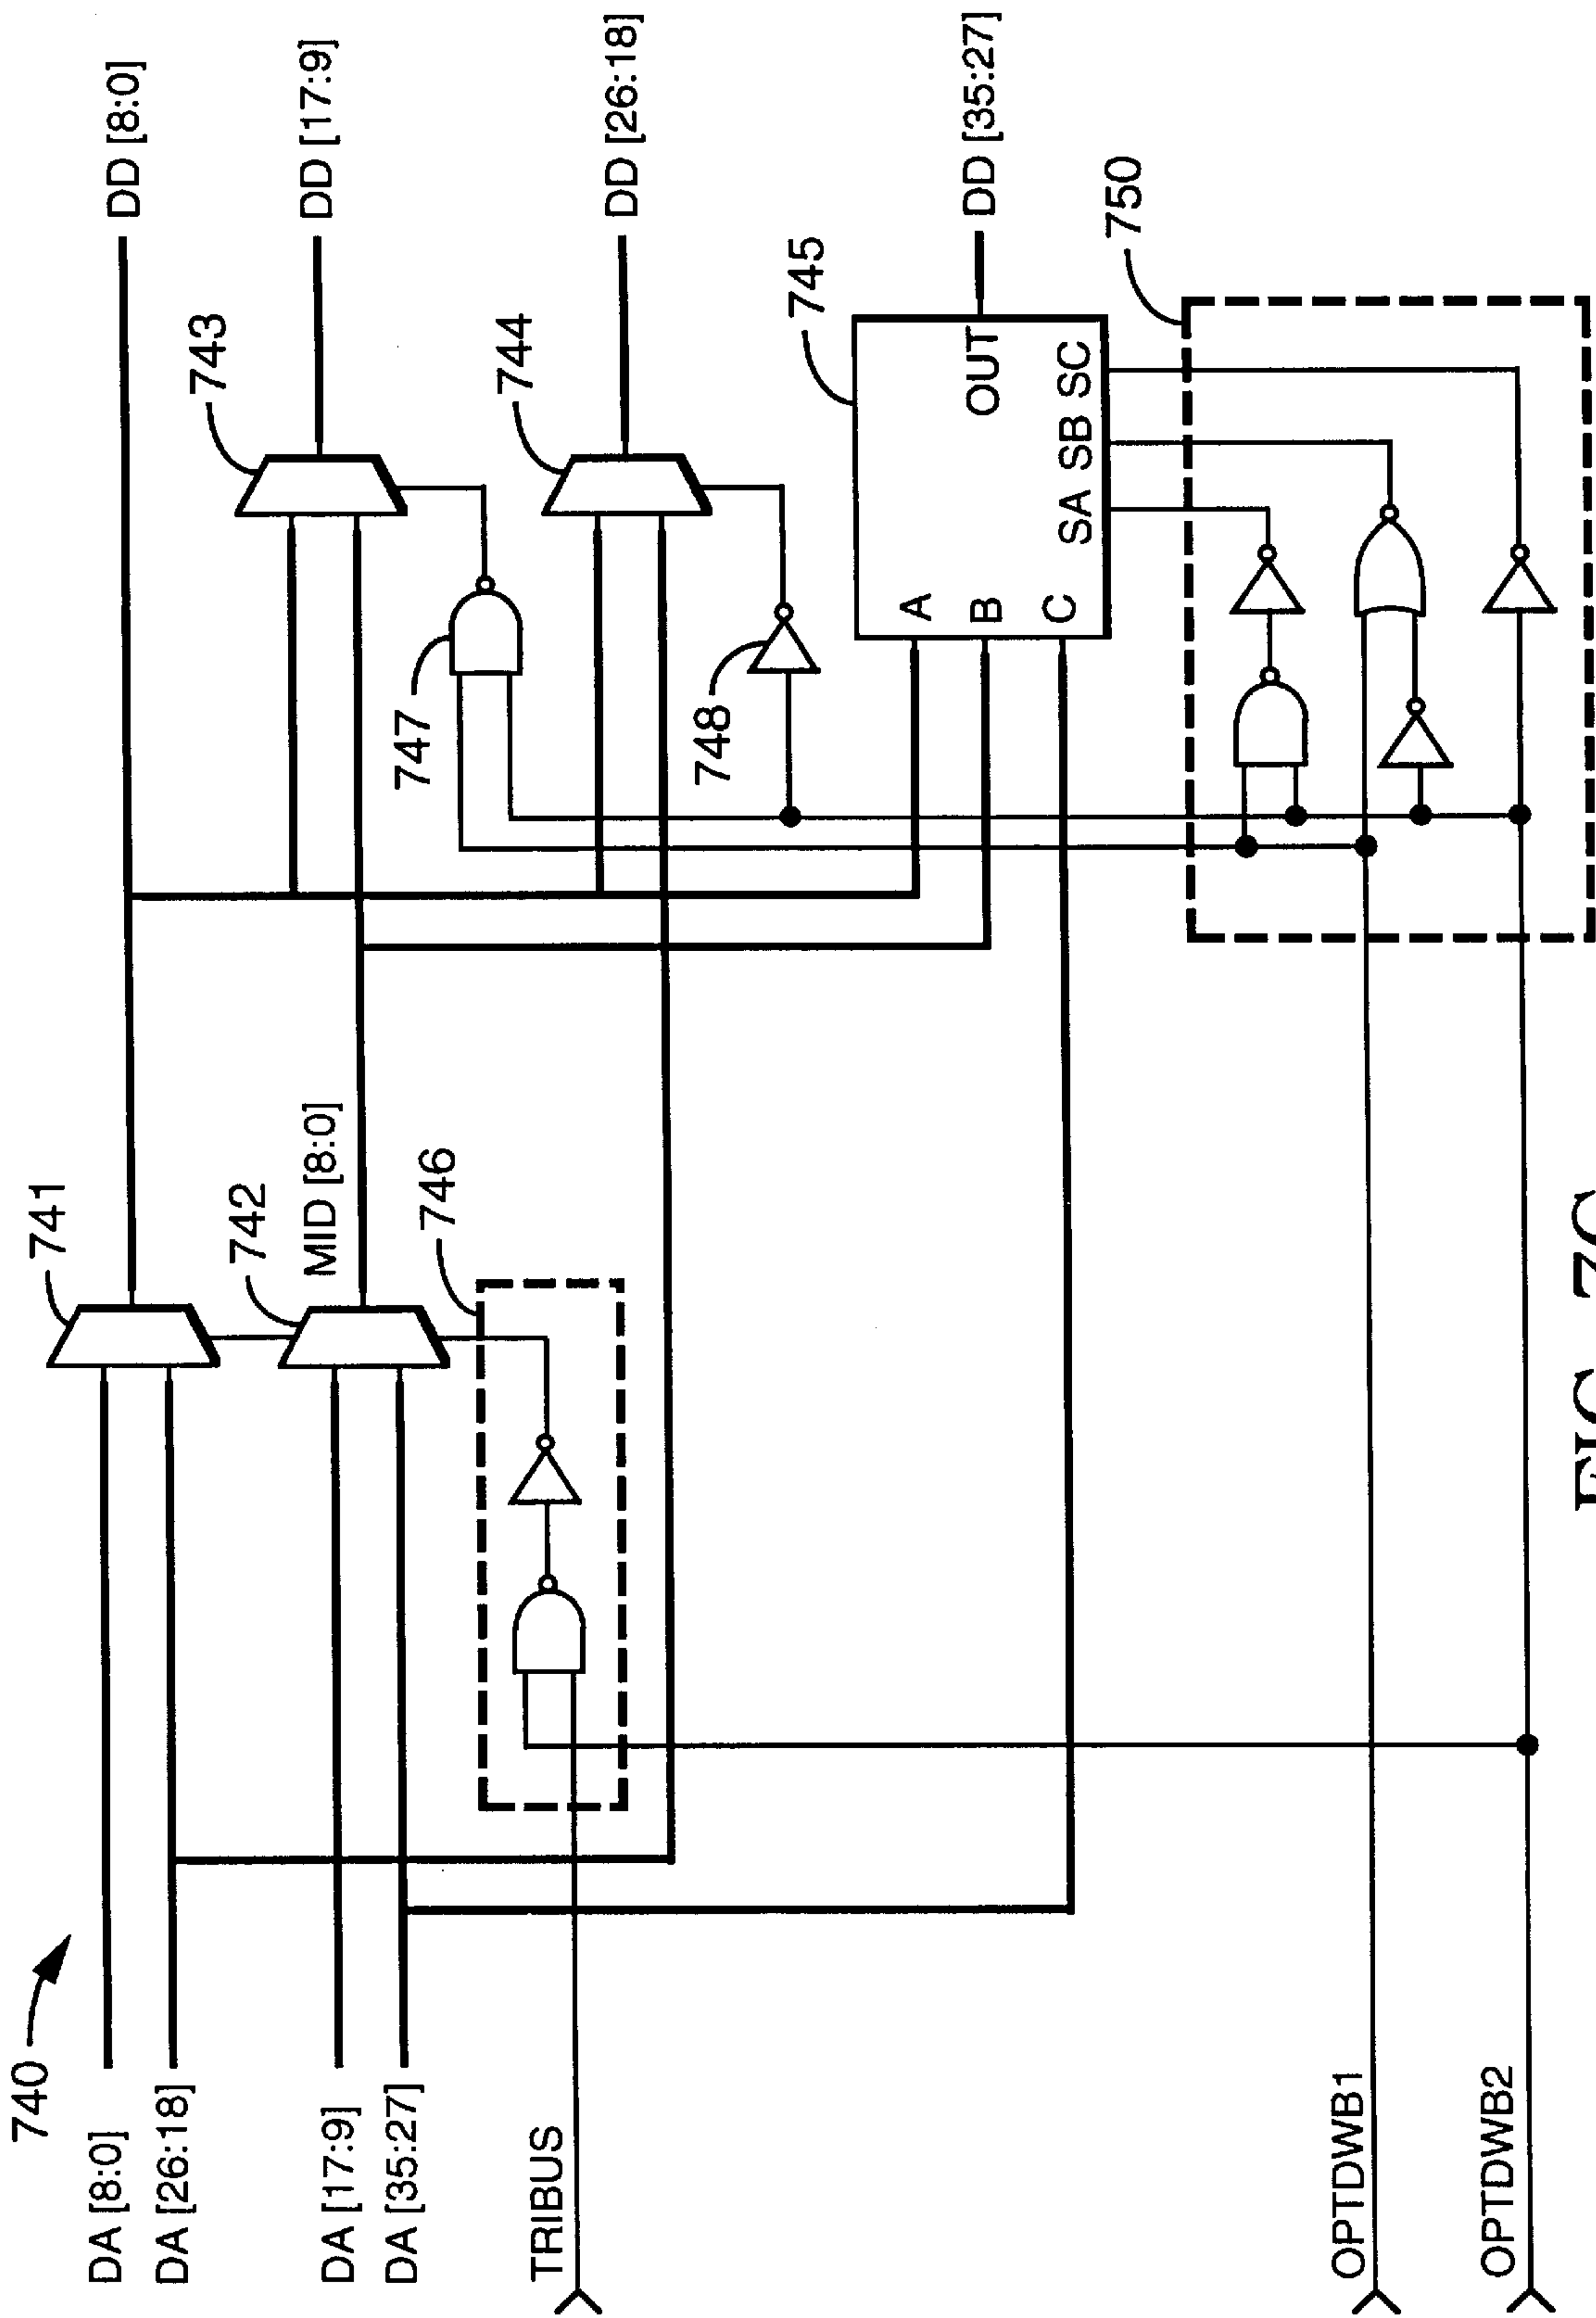 740
DA [8:0]
DA [26:18]
DA [17:9]
DA [35:27]
TRIBUS
OPTDWB1
OPTDWB2
741
742
MID [8:0]
746
743
747
744
748
745
A
B
C
OUT
SA SB SC
750
DD [8:0]
DD [17:9]
DD [26:18]
DD [35:27]